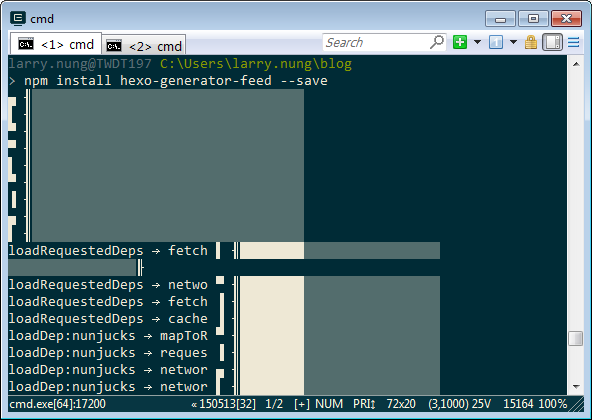 cmd
<1> cmd
<2> cmd
Search
larry.nung@TWDT197 C:\Users\larry.nung\blog
> npm install hexo-generator-feed --save
loadRequestedDeps → fetch
loadRequestedDeps → netwo
loadRequestedDeps → fetch
loadRequestedDeps → cache
loadDep:nunjucks → mapToR
loadDep:nunjucks → reques
loadDep:nunjucks → networ
loadDep:nunjucks → networ
cmd.exe[64]:17200 «150513[32] 1/2 [+] NUM PRI↕ 72x20 (3,1000) 25V 15164 100%